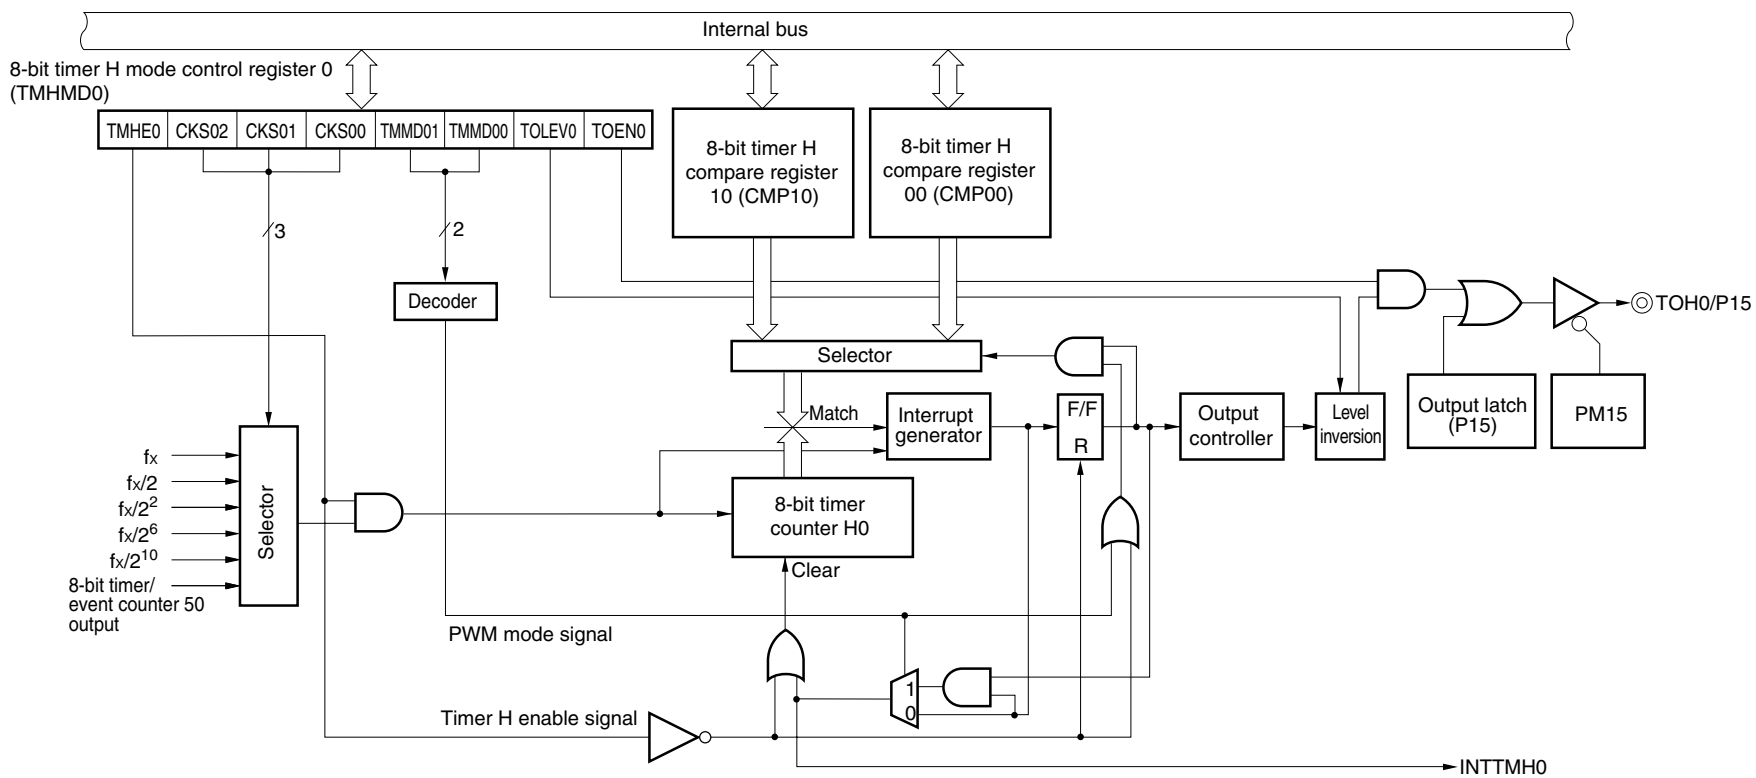 Internal bus
8-bit timer H mode control register 0
(TMHMD0)
TMHE0 CKS02 CKS01 CKS00 TMMD01 TMMD00 TOLEV0 TOEN0
8-bit timer H
compare register
10 (CMP10)
8-bit timer H
compare register
00 (CMP00)
3
2
Decoder
TOH0/P15
Selector
Match
Interrupt
generator
F/F
R
Output
controller
Level
inversion
Output latch
(P15)
PM15
fX
fX/2
fX/2²
fX/2⁶
fX/2¹⁰
8-bit timer/
event counter 50
output
Selector
8-bit timer
counter H0
Clear
PWM mode signal
1
0
Timer H enable signal
INTTMH0